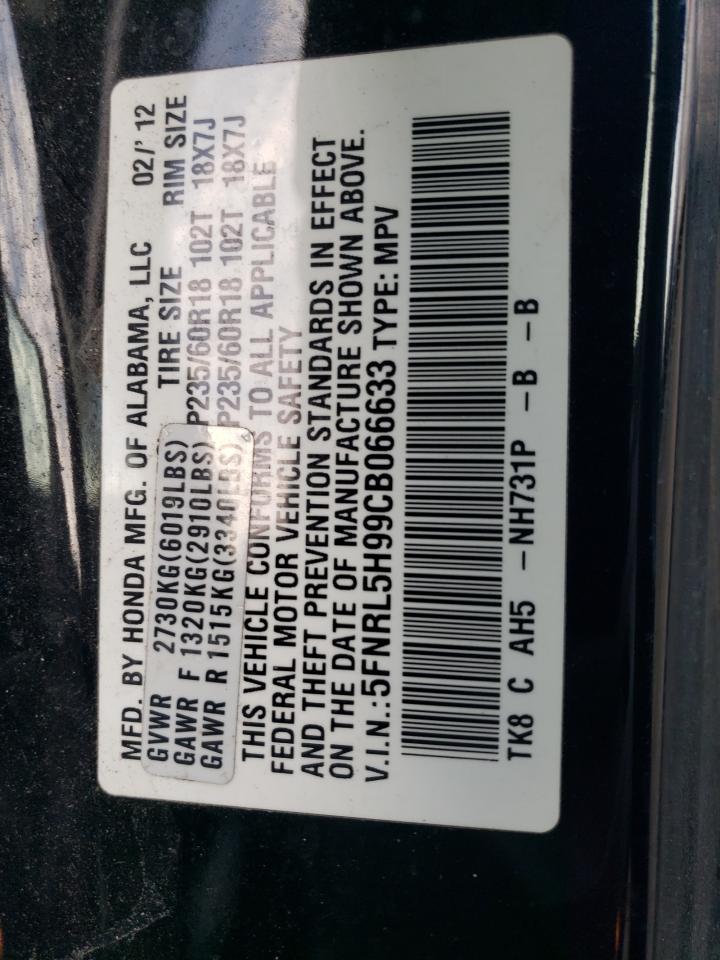 MFD. BY HONDA MFG. OF ALABAMA, LLC 02/' 12
GVWR 2730KG(6019LBS) TIRE SIZE RIM SIZE
GAWR F 1320KG(2910LBS) P235/60R18 102T 18X7J
GAWR R 1515KG(3340LBS) P235/60R18 102T 18X7J
THIS VEHICLE CONFORMS TO ALL APPLICABLE
FEDERAL MOTOR VEHICLE SAFETY
AND THEFT PREVENTION STANDARDS IN EFFECT
ON THE DATE OF MANUFACTURE SHOWN ABOVE.
V.I.N.:5FNRL5H99CB066633 TYPE: MPV
TK8 C AH5 -NH731P -B -B